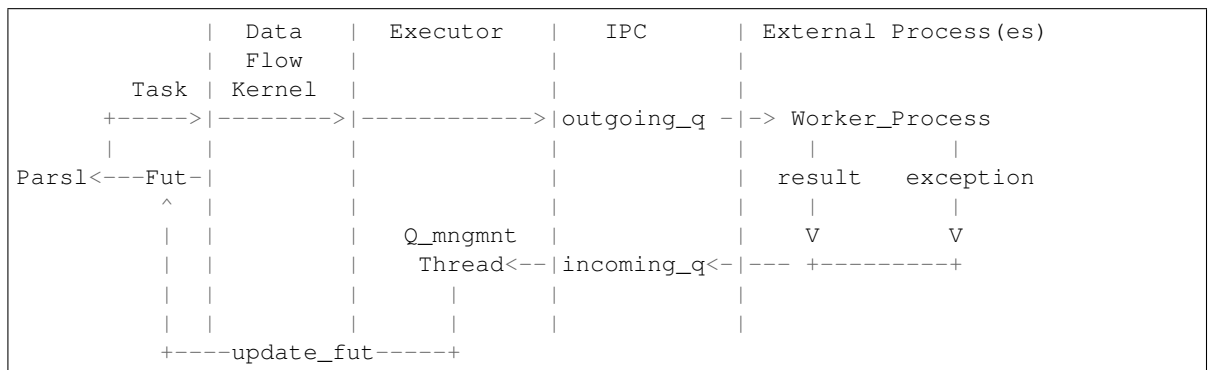 |  Data   |  Executor   |   IPC      | External Process(es)
                        |  Flow   |             |            |
                   Task | Kernel  |             |            |
                 +----->|-------->|------------>|outgoing_q -|-> Worker_Process
                 |      |         |             |            |    |         |
           Parsl<---Fut-|         |             |            |  result   exception
                     ^  |         |             |            |    |         |
                     |  |         |   Q_mngmnt  |            |    V         V
                     |  |         |    Thread<--|incoming_q<-|--- +---------+
                     |  |         |      |      |            |
                     |  |         |      |      |            |
                     +----update_fut-----+